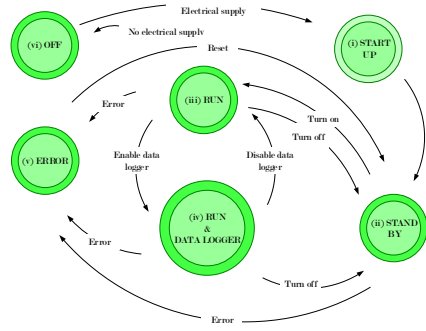 Electrical supply
No electrical supply
(vi) OFF
(i) START
UP
Reset
(iii) RUN
Error
Turn on
Turn off
(v) ERROR
Enable data
logger
Disable data
logger
(iv) RUN
&
DATA LOGGER
(ii) STAND
BY
Error
Turn off
Error